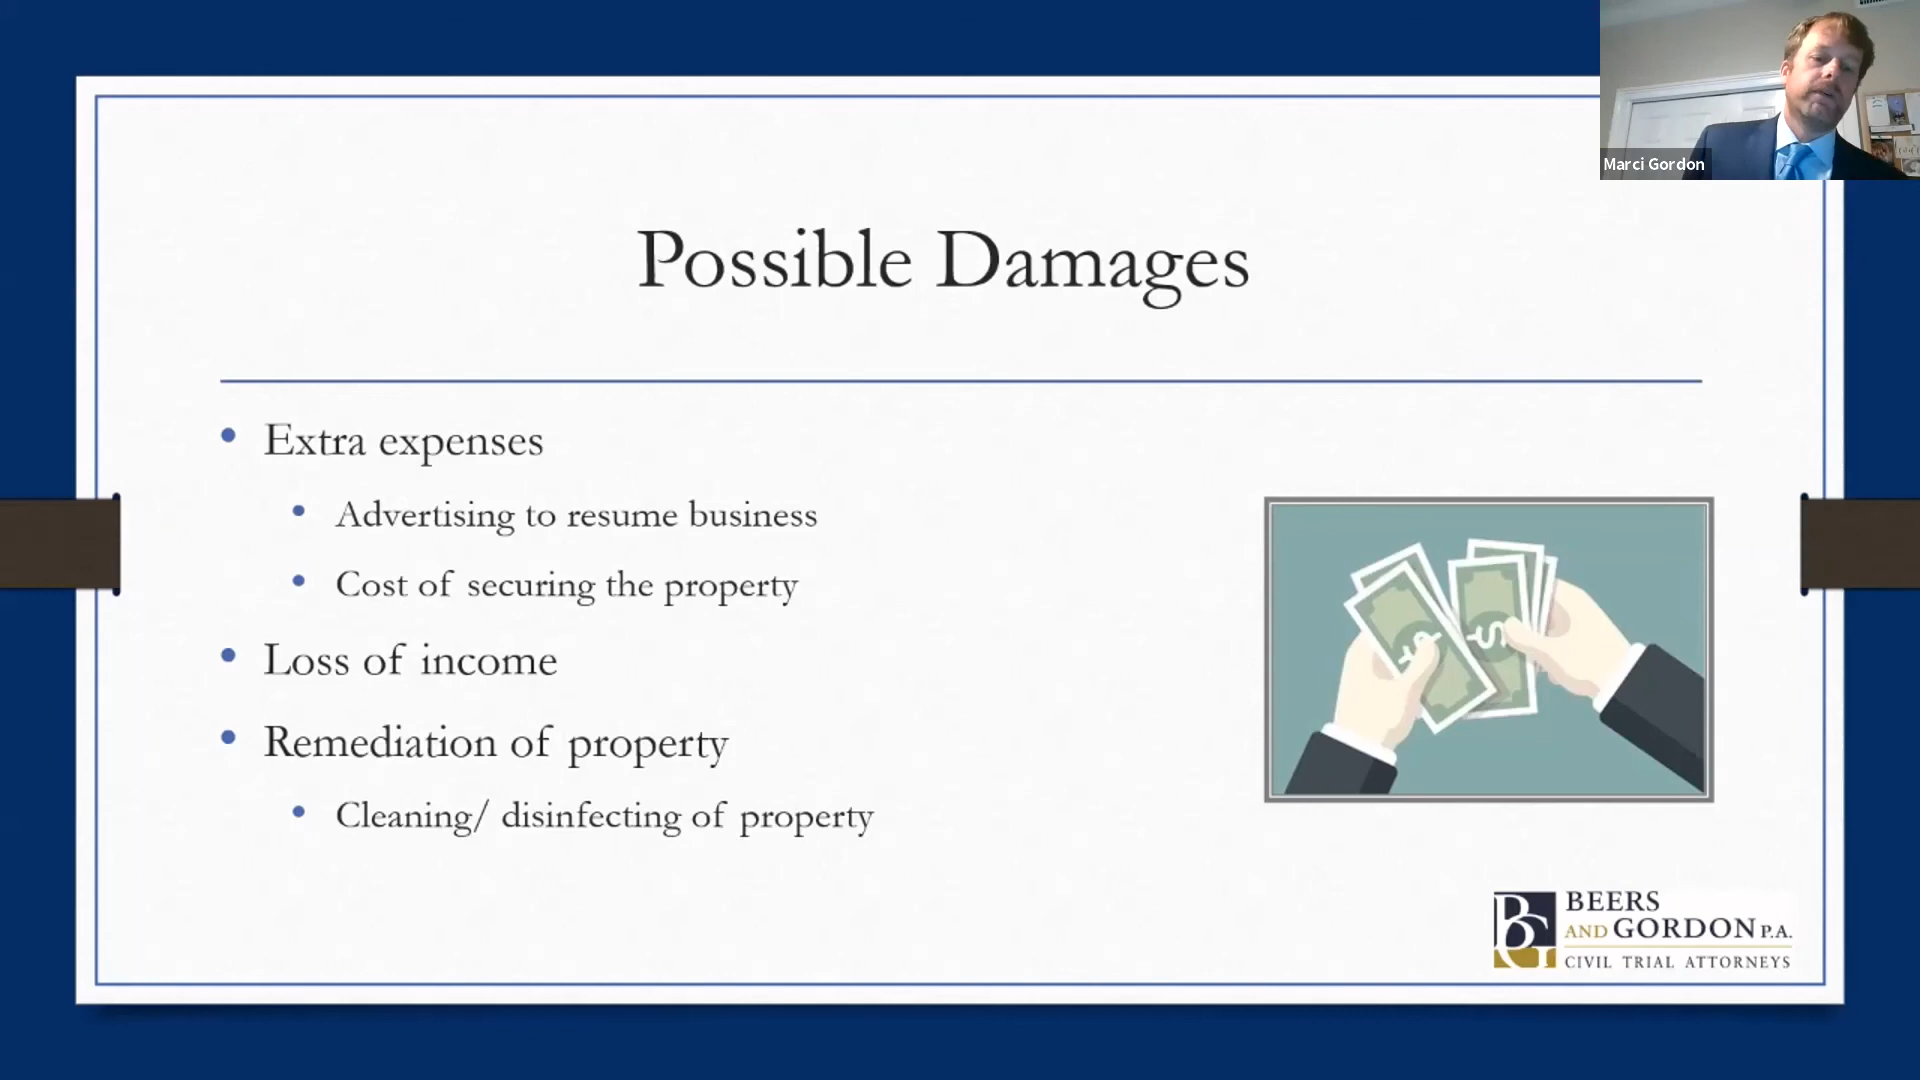 Marci Gordon
Possible Damages
• Extra expenses
• Advertising to resume business
• Cost of securing the property
• Loss of income
• Remediation of property
• Cleaning/ disinfecting of property
$
$
BG
BEERS
AND GORDON P.A.
CIVIL TRIAL ATTORNEYS